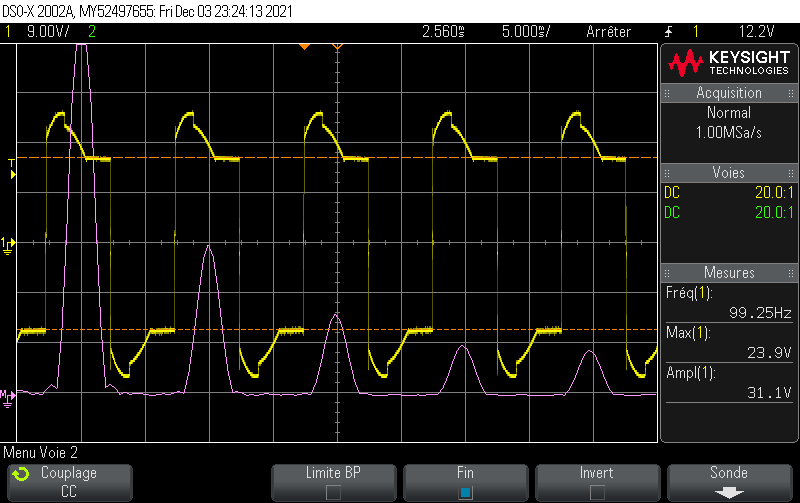 DSO-X 2002A, MY52497655: Fri Dec 03 23:24:13 2021
1 9.00V/ 2 2.560s 5.000s/ Arrêter 1 12.2V
KEYSIGHT
TECHNOLOGIES
Acquisition
Normal
1.00MSa/s
Voies
DC 20.0:1
DC 20.0:1
Mesures
Fréq(1):
99.25Hz
Max(1):
23.9V
Ampl(1):
31.1V
T
1
M
Menu Voie 2
Couplage
CC
Limite BP
Fin
Invert
Sonde